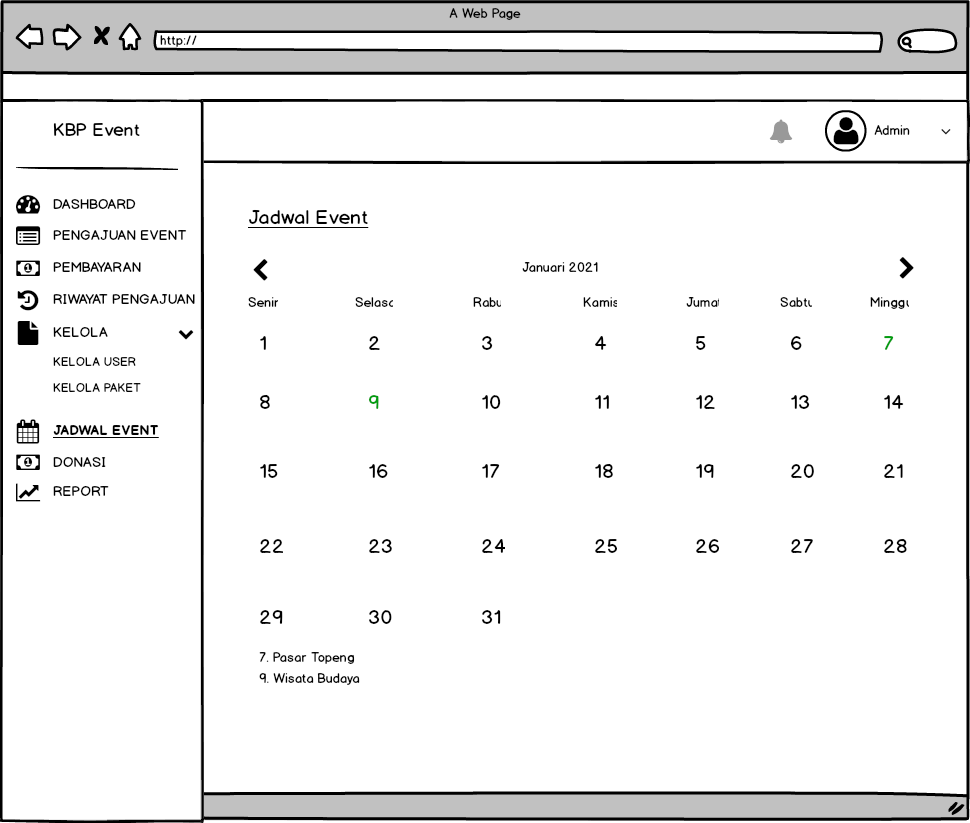 A Web Page
http://
KBP Event
Admin
DASHBOARD
PENGAJUAN EVENT
PEMBAYARAN
RIWAYAT PENGAJUAN
KELOLA
KELOLA USER
KELOLA PAKET
JADWAL EVENT
DONASI
REPORT
Jadwal Event
Januari 2021
Senin Selasa Rabu Kamis Jumat Sabtu Minggu
1 2 3 4 5 6 7
8 9 10 11 12 13 14
15 16 17 18 19 20 21
22 23 24 25 26 27 28
29 30 31
7. Pasar Topeng
9. Wisata Budaya